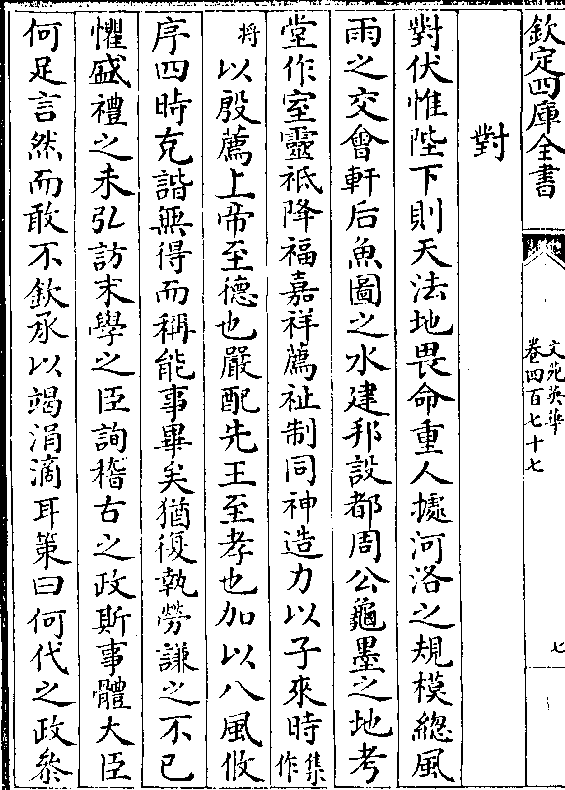 欽定四庫全書
文苑英華
卷四百七十七
七
對
對伏惟陛下則天法地畏命重人據河洛之規模總風
雨之交會軒后魚圖之水建邦設都周公龜墨之地考
堂作室靈祗降福嘉祥薦祉制同神造力以子來時集作
將以殷薦上帝至德也嚴配先王至孝也加以八風攸
序四時克諧無得而稱能事畢矣猶復執勞謙之不已
懼盛禮之未弘訪末學之臣詢稽古之政斯事體大臣
何足言然而敢不欽承以竭涓滴耳策曰何代之政叅